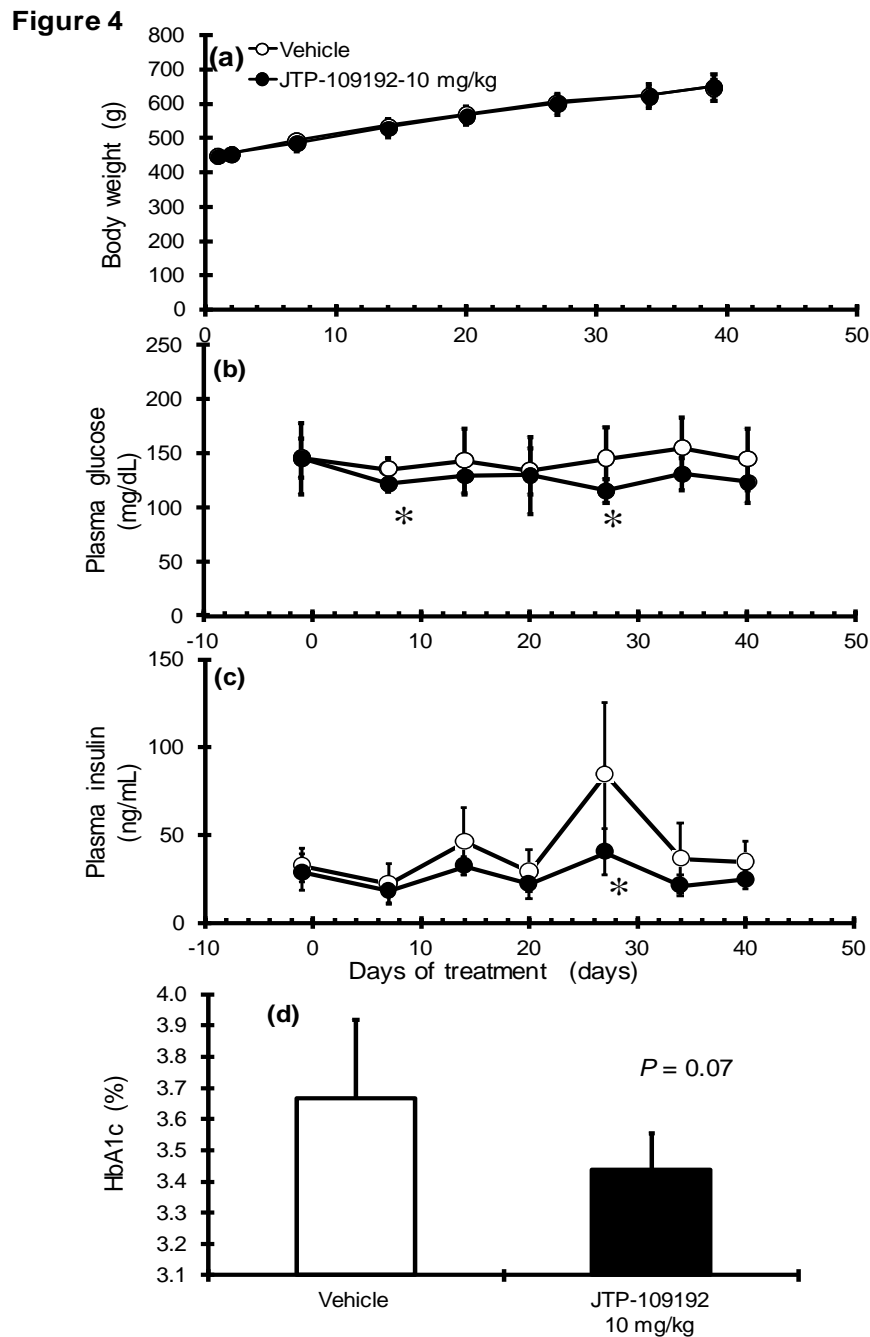 Figure 4
(a)
Vehicle
JTP-109192-10 mg/kg
Body weight (g)
800
700
600
500
400
300
200
100
0
0 10 20 30 40 50
(b)
Plasma glucose
(mg/dL)
250
200
150
100
50
0
*
*
-10 0 10 20 30 40 50
(c)
Plasma insulin
(ng/mL)
150
100
50
0
*
-10 0 10 20 30 40 50
Days of treatment (days)
(d)
HbA1c (%)
4.0
3.9
3.8
3.7
3.6
3.5
3.4
3.3
3.2
3.1
P = 0.07
Vehicle
JTP-109192
10 mg/kg